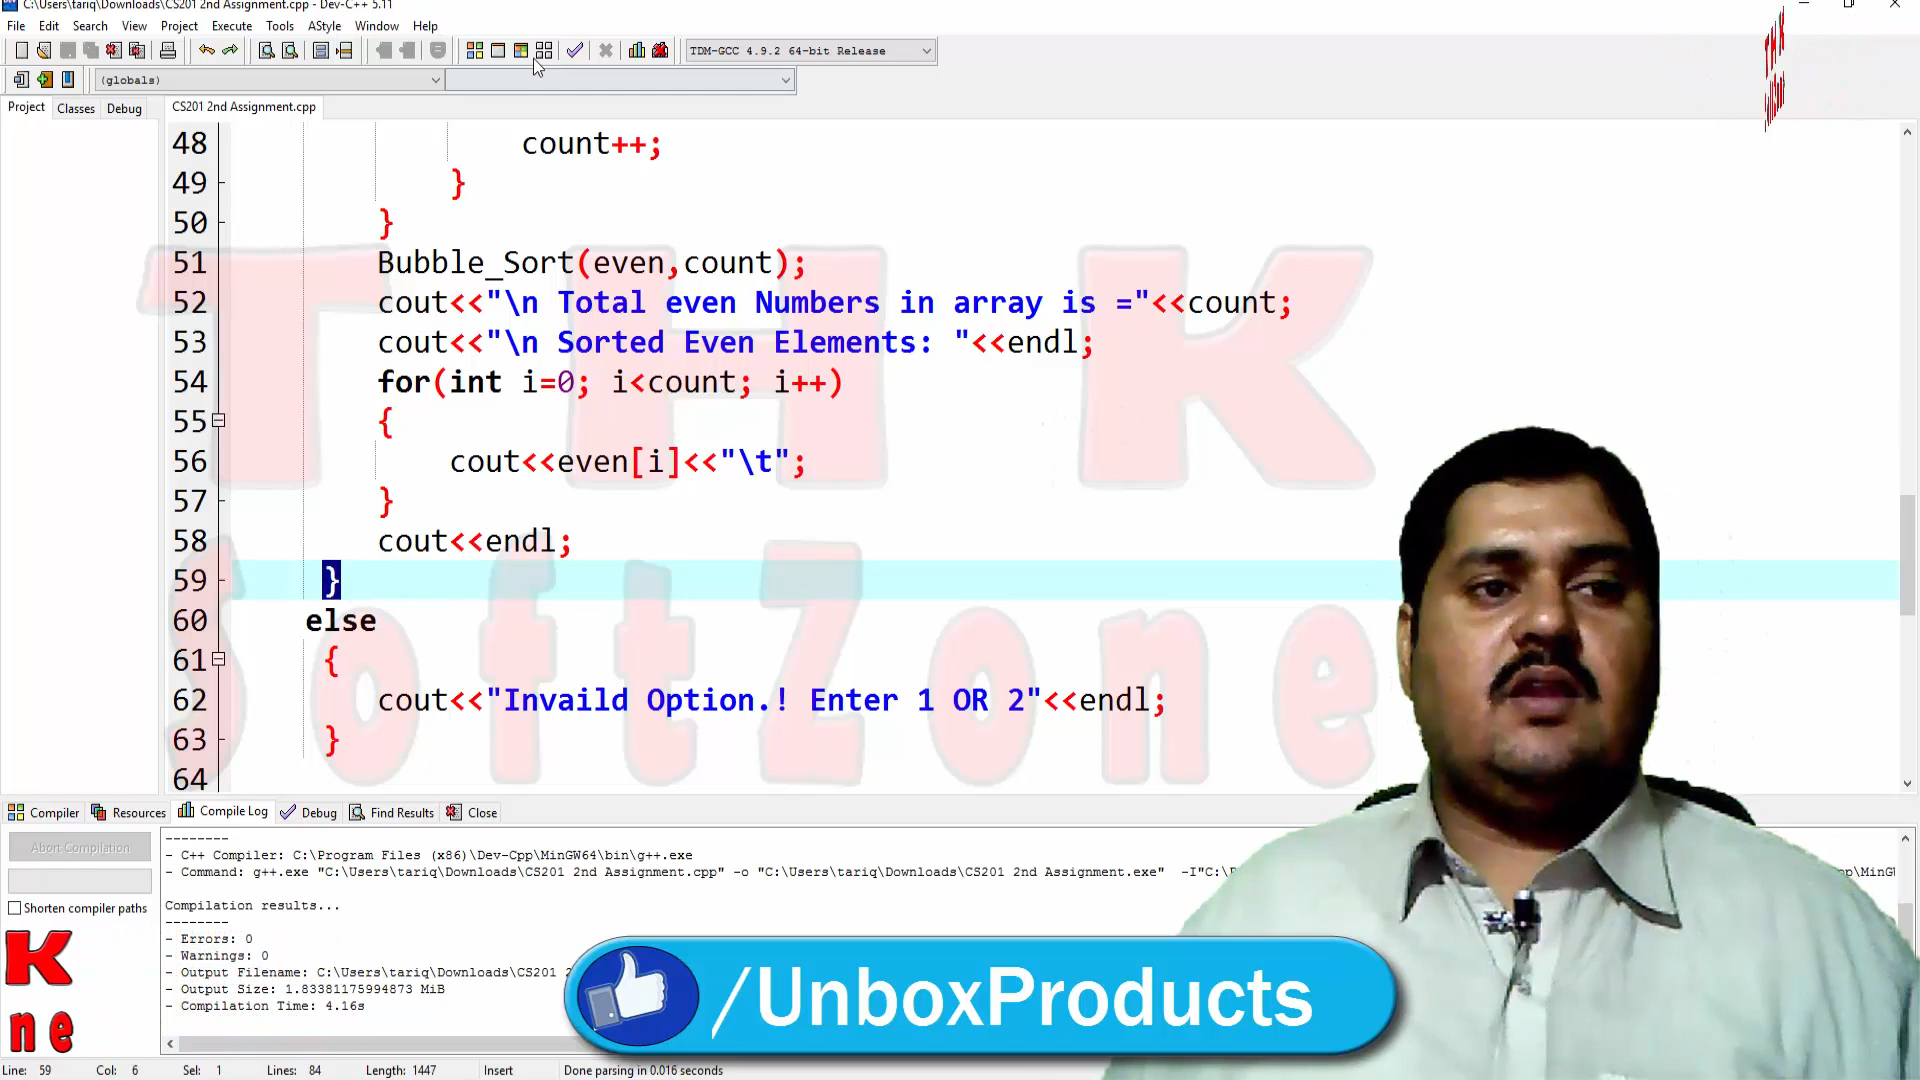 C:\Users\tariq\Downloads\CS201 2nd Assignment.cpp - Dev-C++ 5.11
File Edit Search View Project Execute Tools AStyle Window Help
TDM-GCC 4.9.2 64-bit Release
(globals)
Project Classes Debug
CS201 2nd Assignment.cpp
48 count++;
49 }
50 }
51 Bubble_Sort(even,count);
52 cout<<"\n Total even Numbers in array is ="<<count;
53 cout<<"\n Sorted Even Elements: "<<endl;
54 for(int i=0; i<count; i++)
55 {
56 cout<<even[i]<<"\t";
57 }
58 cout<<endl;
59 }
60 else
61 {
62 cout<<"Invaild Option.! Enter 1 OR 2"<<endl;
63 }
64
T H K
SoftZone
Compiler Resources Compile Log Debug Find Results Close
Abort Compilation
Shorten compiler paths
--------
- C++ Compiler: C:\Program Files (x86)\Dev-Cpp\MinGW64\bin\g++.exe
- Command: g++.exe "C:\Users\tariq\Downloads\CS201 2nd Assignment.cpp" -o "C:\Users\tariq\Downloads\CS201 2nd Assignment.exe" -I"C:\
Compilation results...
--------
- Errors: 0
- Warnings: 0
- Output Filename: C:\Users\tariq\Downloads\CS201 2
- Output Size: 1.83381175994873 MiB
- Compilation Time: 4.16s
K
ne
/UnboxProducts
Line: 59 Col: 6 Sel: 1 Lines: 84 Length: 1447 Insert Done parsing in 0.016 seconds